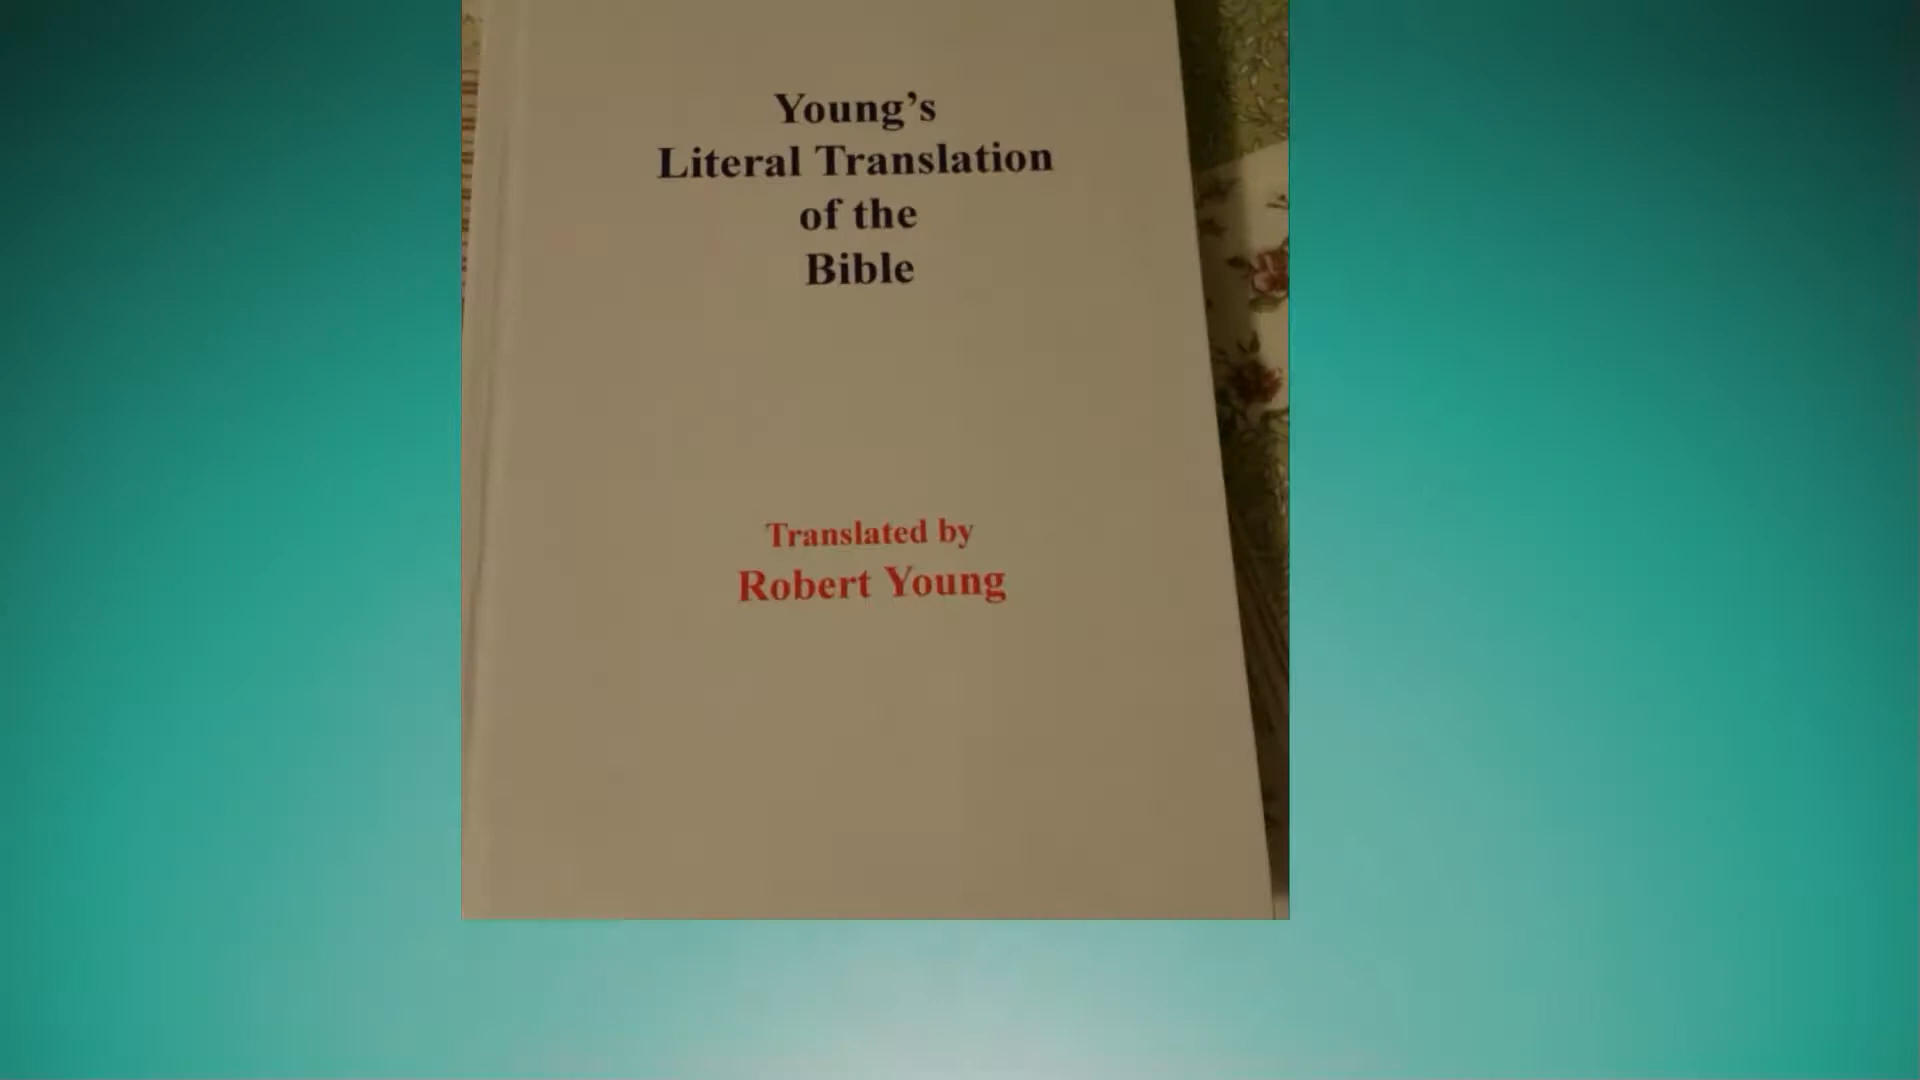 Young’s
Literal Translation
of the
Bible
Translated by
Robert Young